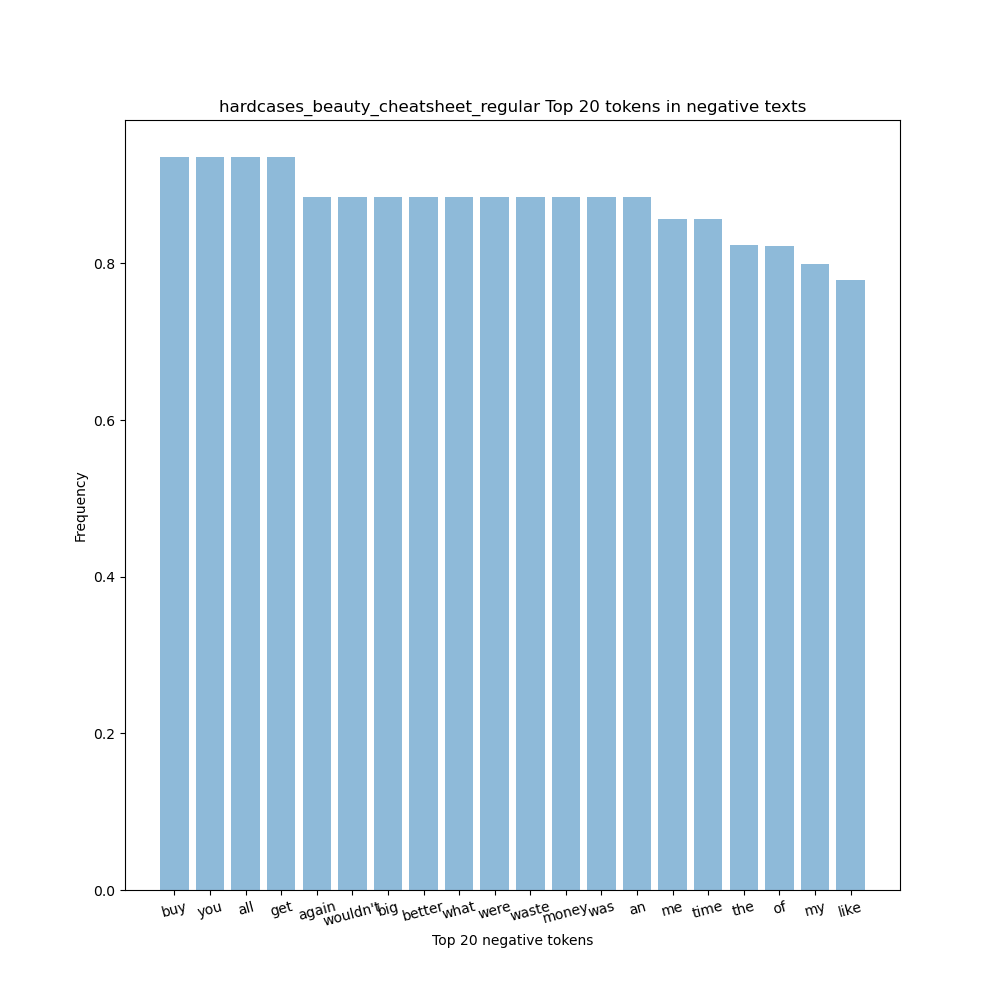 hardcases_beauty_cheatsheet_regular Top 20 tokens in negative texts
Frequency
0.8
0.6
0.4
0.2
0.0
buy you all get again wouldn't big better what were waste money was an me time the of my like
Top 20 negative tokens